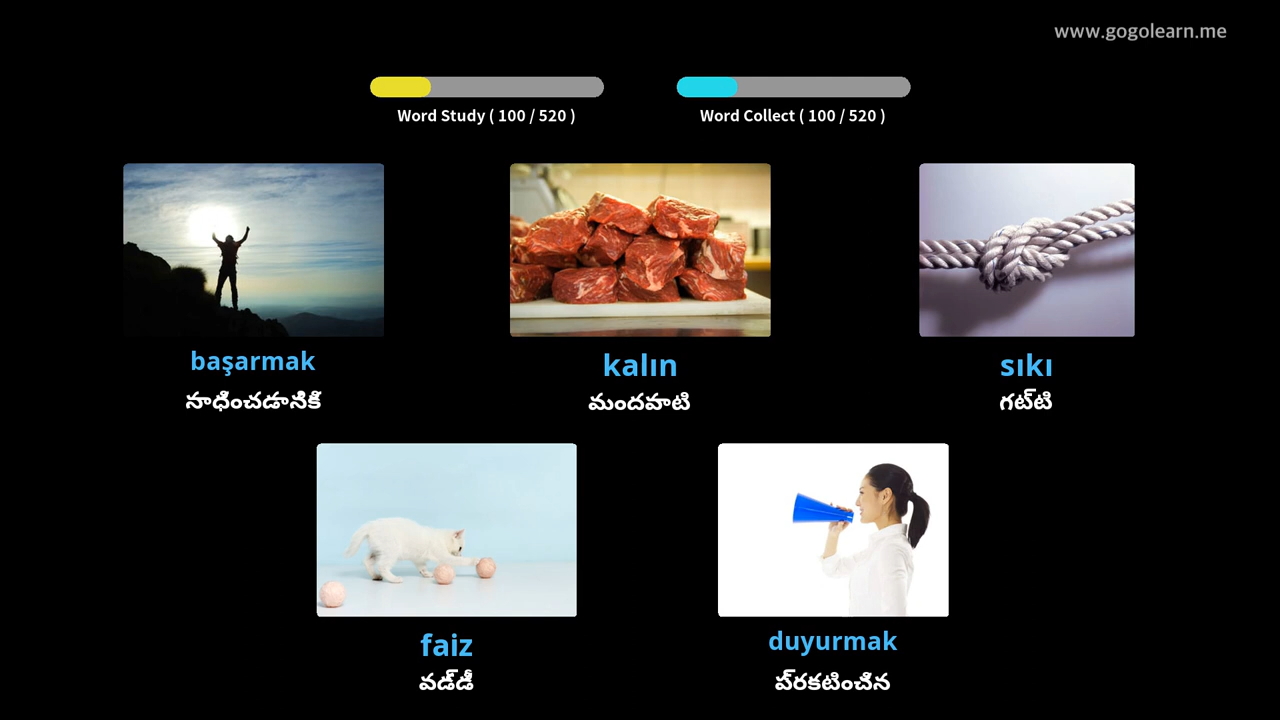 www.gogolearn.me
Word Study ( 100 / 520 )
Word Collect ( 100 / 520 )
başarmak
సాధించడానికి
kalın
మందపాటి
sıkı
గట్టి
faiz
వడ్డీ
duyurmak
ప్రకటించిన